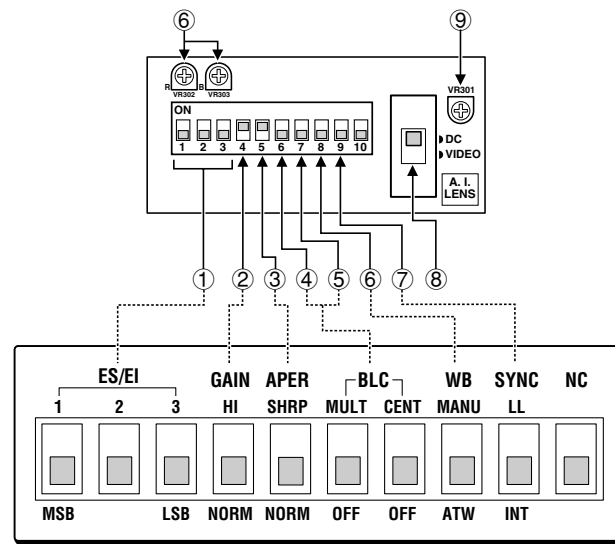 ⑥ ⑨
R VR302 B VR303 VR301
ON
1 2 3 4 5 6 7 8 9 10
DC
VIDEO
A. I.
LENS
① ② ③ ④ ⑤ ⑥ ⑦ ⑧
ES/EI GAIN APER BLC WB SYNC NC
1 2 3 HI SHRP MULT CENT MANU LL
MSB LSB NORM NORM OFF OFF ATW INT